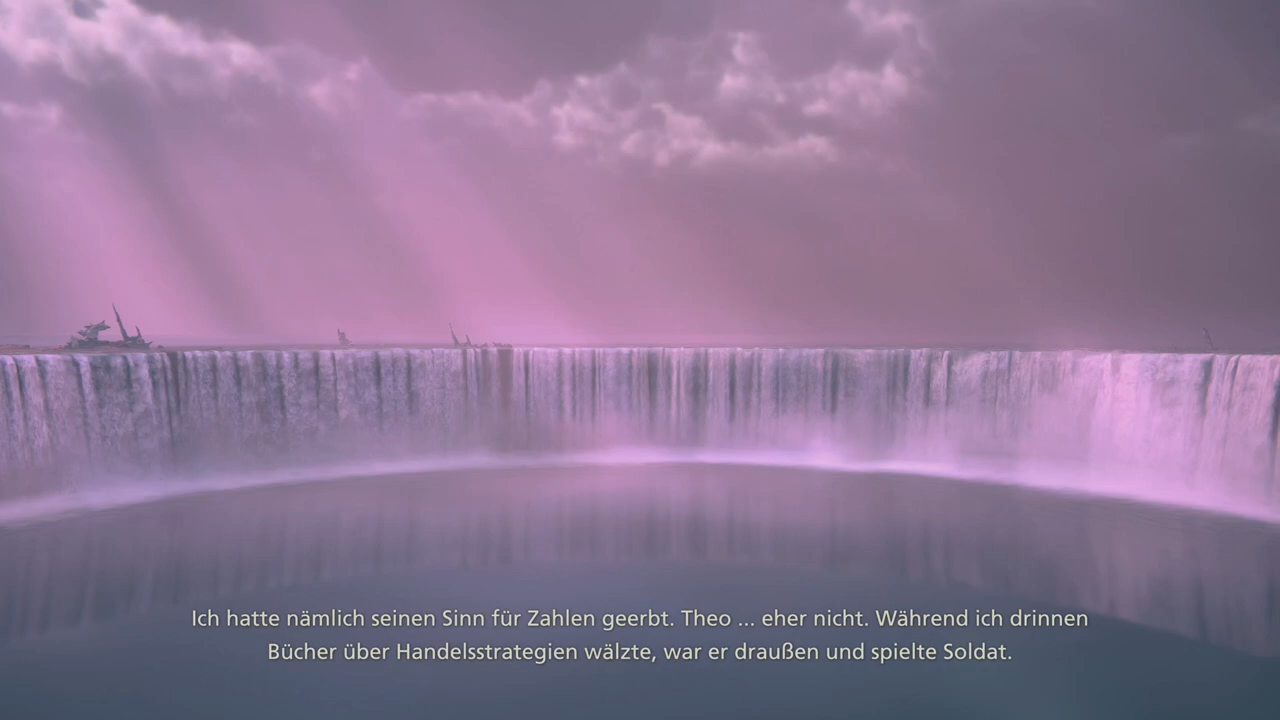 Ich hatte nämlich seinen Sinn für Zahlen geerbt. Theo ... eher nicht. Während ich drinnen
Bücher über Handelsstrategien wälzte, war er draußen und spielte Soldat.